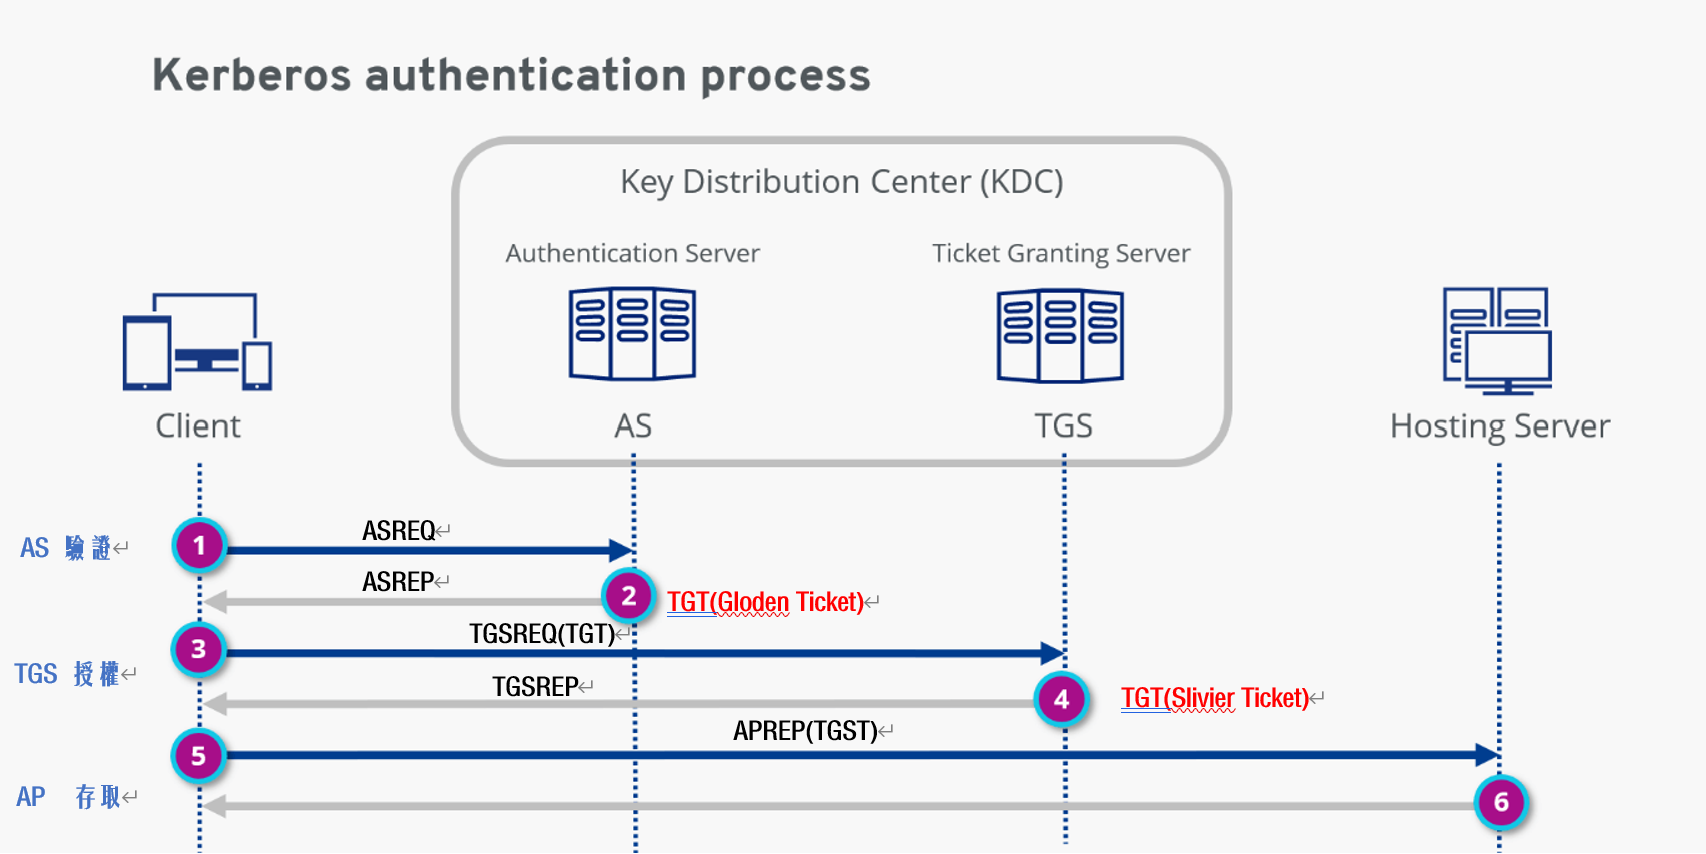 Kerberos authentication process
Key Distribution Center (KDC)
Authentication Server
Ticket Granting Server
Client
AS
TGS
Hosting Server
AS 驗證↵
1
ASREQ↵
ASREP↵
2
TGT(Gloden Ticket)↵
3
TGSREQ(TGT)↵
TGS 授權↵
TGSREP↵
4
TGT(Slivier Ticket)↵
5
APREP(TGST)↵
AP 存取↵
6